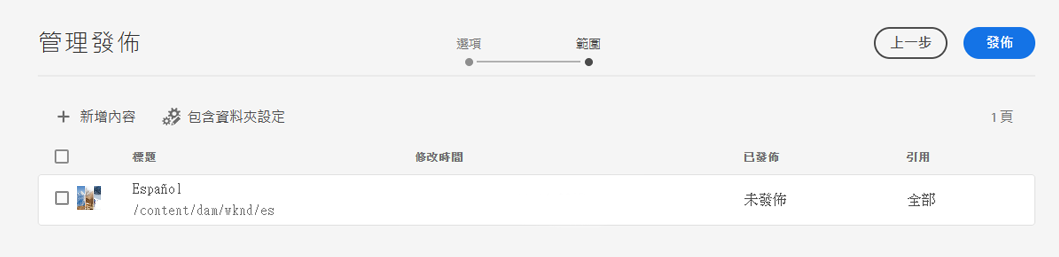 管理發佈
選項
範圍
上一步
發佈
新增內容
包含資料夾設定
1 頁
標題
修改時間
已發佈
引用
Español
/content/dam/wknd/es
未發佈
全部